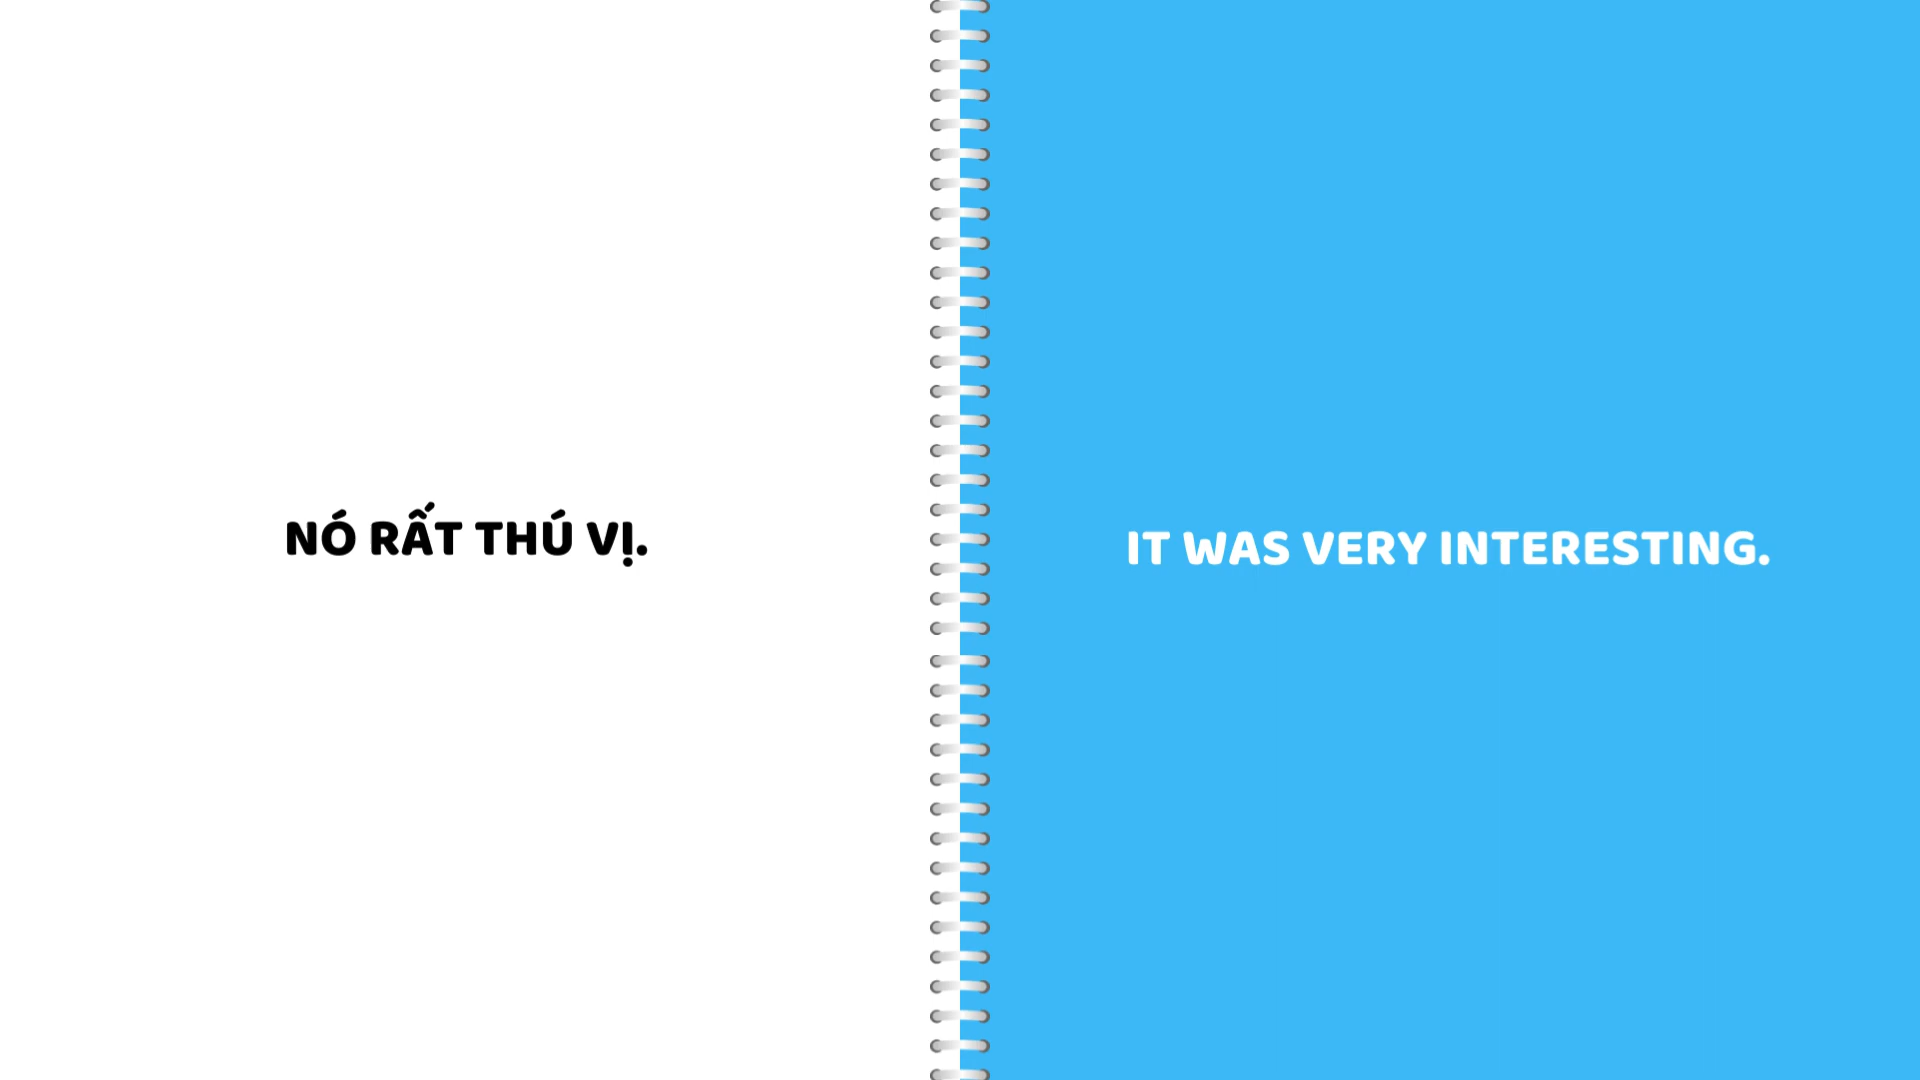 NÓ RẤT THÚ VỊ.
IT WAS VERY INTERESTING.